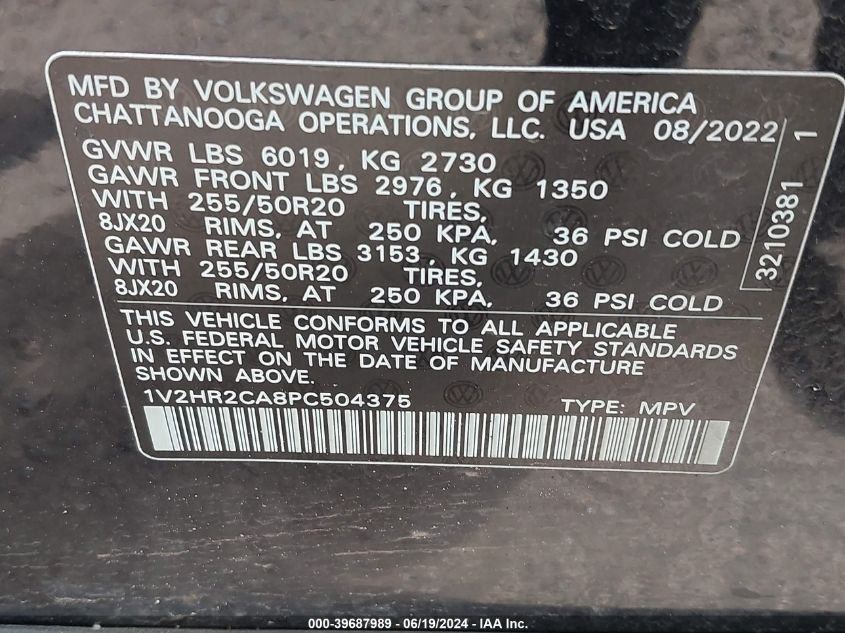 MFD BY VOLKSWAGEN GROUP OF AMERICA
CHATTANOOGA OPERATIONS, LLC. USA 08/2022
GVWR LBS 6019, KG 2730
GAWR FRONT LBS 2976, KG 1350
WITH 255/50R20 TIRES,
8JX20 RIMS, AT 250 KPA, 36 PSI COLD
GAWR REAR LBS 3153, KG 1430
WITH 255/50R20 TIRES,
8JX20 RIMS, AT 250 KPA, 36 PSI COLD
THIS VEHICLE CONFORMS TO ALL APPLICABLE
U.S. FEDERAL MOTOR VEHICLE SAFETY STANDARDS
IN EFFECT ON THE DATE OF MANUFACTURE
SHOWN ABOVE.
1V2HR2CA8PC504375 TYPE: MPV
3210381 1
000-39687989 - 06/19/2024 - IAA Inc.